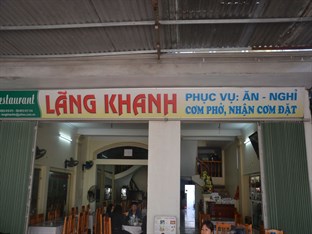 Restaurant
LÃNG KHANH
PHỤC VỤ: ĂN - NGHỈ
CƠM PHỞ, NHẬN CƠM ĐẶT